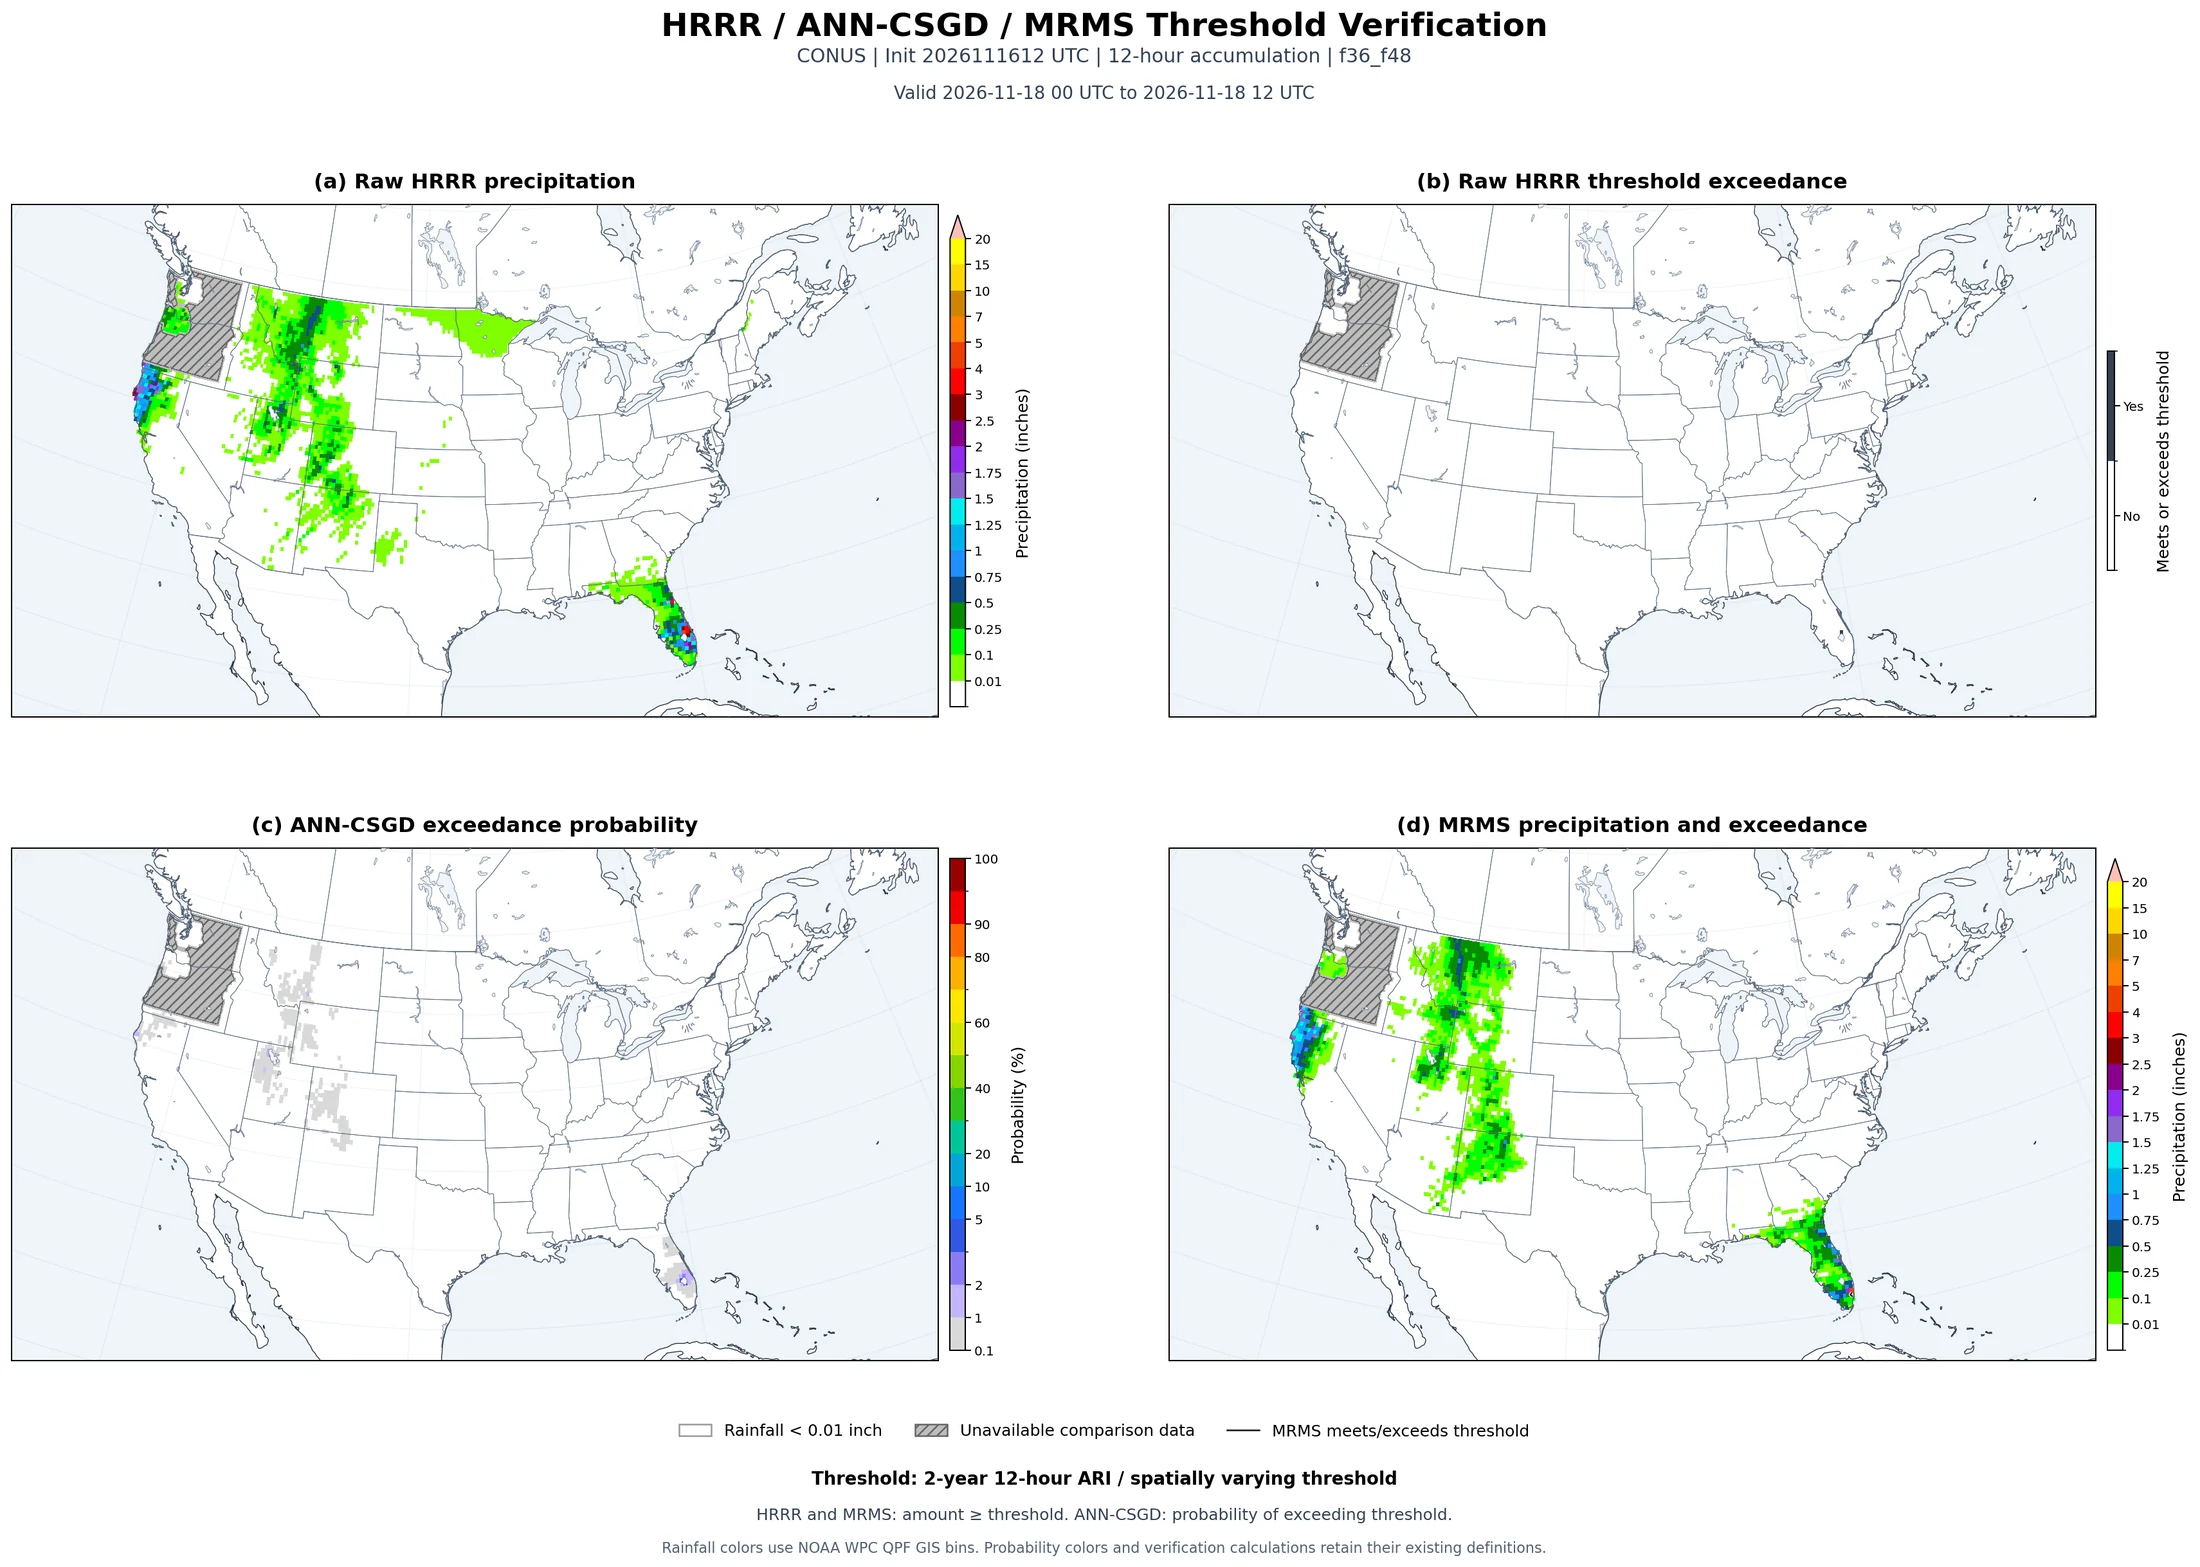 HRRR / ANN-CSGD / MRMS Threshold Verification
CONUS | Init 2026111612 UTC | 12-hour accumulation | f36_f48
Valid 2026-11-18 00 UTC to 2026-11-18 12 UTC
(a) Raw HRRR precipitation
20
15
10
7
5
4
3
2.5
2
1.75
1.5
1.25
1
0.75
0.5
0.25
0.1
0.01
Precipitation (inches)
(b) Raw HRRR threshold exceedance
Yes
No
Meets or exceeds threshold
(c) ANN-CSGD exceedance probability
100
90
80
60
40
20
10
5
2
1
0.1
Probability (%)
(d) MRMS precipitation and exceedance
20
15
10
7
5
4
3
2.5
2
1.75
1.5
1.25
1
0.75
0.5
0.25
0.1
0.01
Precipitation (inches)
Rainfall < 0.01 inch
Unavailable comparison data
MRMS meets/exceeds threshold
Threshold: 2-year 12-hour ARI / spatially varying threshold
HRRR and MRMS: amount ≥ threshold. ANN-CSGD: probability of exceeding threshold.
Rainfall colors use NOAA WPC QPF GIS bins. Probability colors and verification calculations retain their existing definitions.